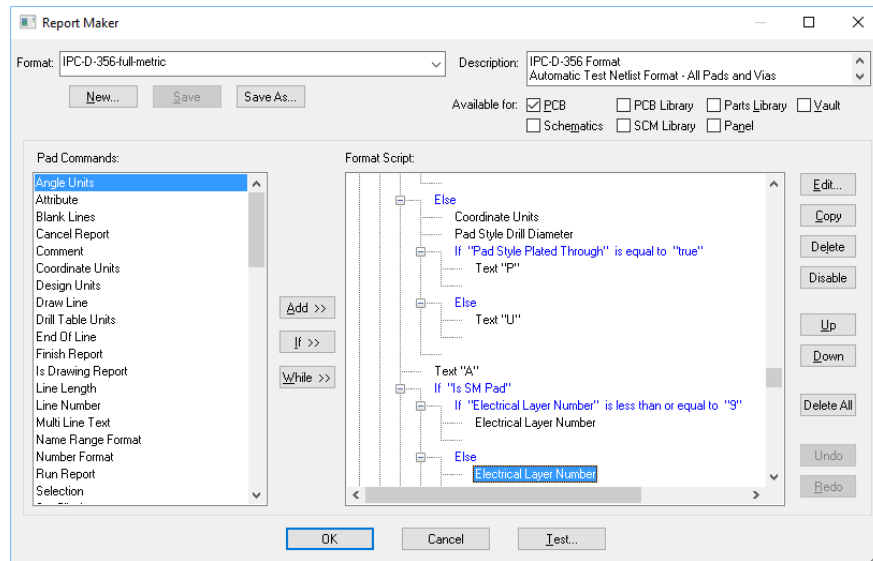 Report Maker
Format: IPC-D-356-full-metric
Description: IPC-D-356 Format
Automatic Test Netlist Format - All Pads and Vias
New... Save Save As...
Available for: PCB PCB Library Parts Library Vault
Schematics SCM Library Panel
Pad Commands:
Angle Units
Attribute
Blank Lines
Cancel Report
Comment
Coordinate Units
Design Units
Draw Line
Drill Table Units
End Of Line
Finish Report
Is Drawing Report
Line Length
Line Number
Multi Line Text
Name Range Format
Number Format
Run Report
Selection
Add >>
If >>
While >>
Format Script:
Else
Coordinate Units
Pad Style Drill Diameter
If "Pad Style Plated Through" is equal to "true"
Text "P"
Else
Text "U"
Text "A"
If "Is SM Pad"
If "Electrical Layer Number" is less than or equal to "9"
Electrical Layer Number
Else
Electrical Layer Number
Edit...
Copy
Delete
Disable
Up
Down
Delete All
Undo
Redo
OK Cancel Test...